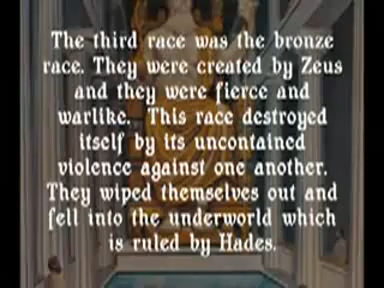 The third race was the bronze
race. They were created by Zeus
and they were fierce and
warlike. This race destroyed
itself by its uncontained
violence against one another.
They wiped themselves out and
fell into the underworld which
is ruled by Hades.